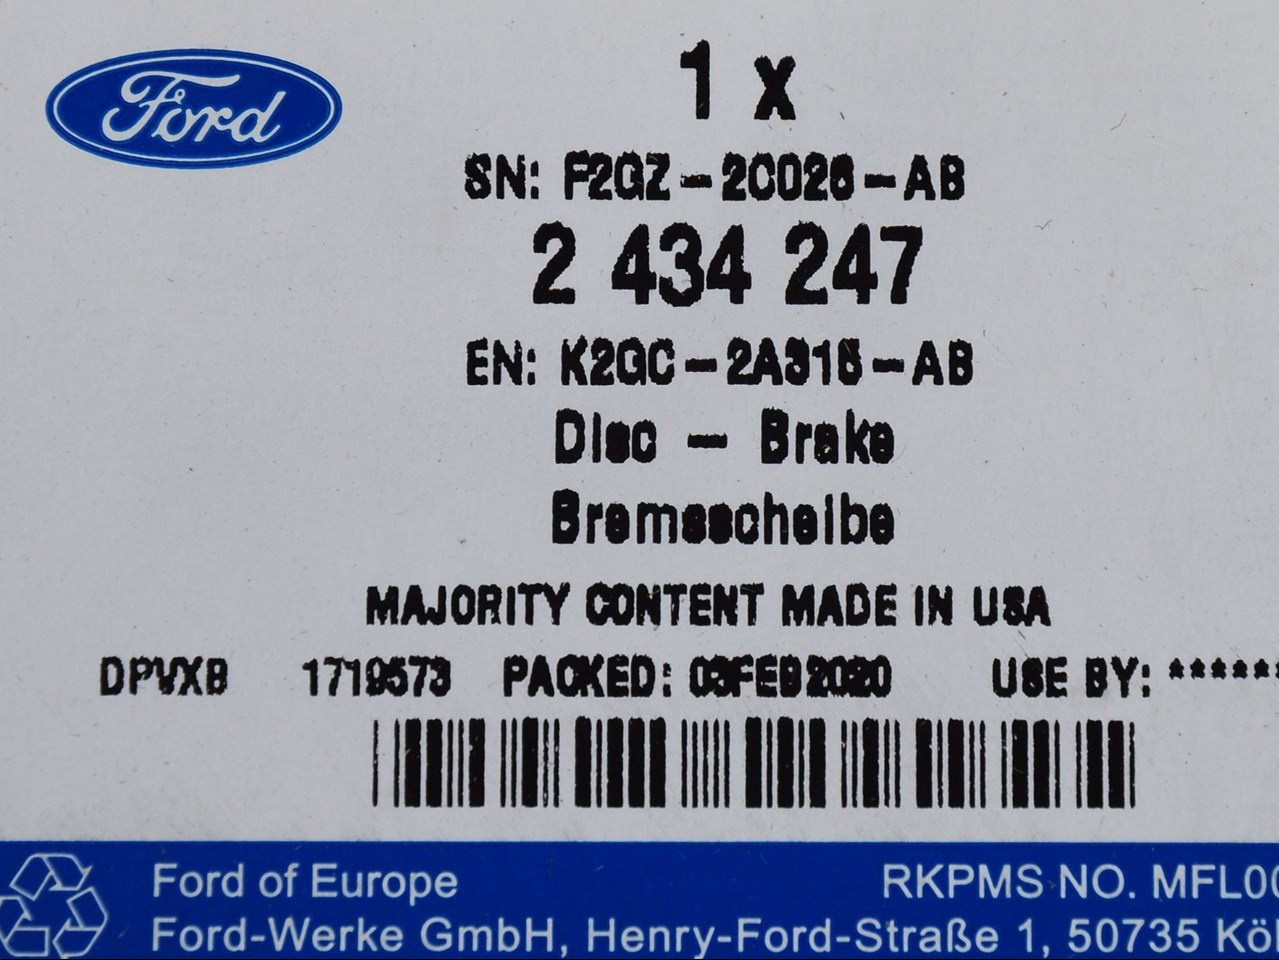 Ford
1 x
SN: F2GZ-2C026-AB
2 434 247
EN: K2GC-2A315-AB
Disc - Brake
Bremsscheibe
MAJORITY CONTENT MADE IN USA
DPVXB 1719573 PACKED: 03FEB2020 USE BY: ******
Ford of Europe RKPMS NO. MFL00
Ford-Werke GmbH, Henry-Ford-Straße 1, 50735 Köl